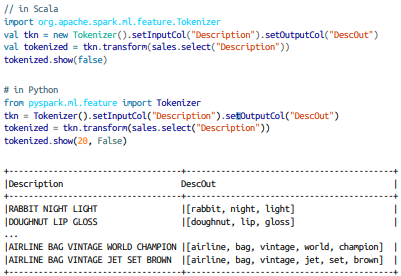 // in Scala
import org.apache.spark.ml.feature.Tokenizer
val tkn = new Tokenizer().setInputCol("Description").setOutputCol("DescOut")
val tokenized = tkn.transform(sales.select("Description"))
tokenized.show(false)
# in Python
from pyspark.ml.feature import Tokenizer
tkn = Tokenizer().setInputCol("Description").setOutputCol("DescOut")
tokenized = tkn.transform(sales.select("Description"))
tokenized.show(20, False)
+-----------------------------------+------------------------------------------+
|Description DescOut |
+-----------------------------------+------------------------------------------+
|RABBIT NIGHT LIGHT |[rabbit, night, light] |
|DOUGHNUT LIP GLOSS |[doughnut, lip, gloss] |
...
|AIRLINE BAG VINTAGE WORLD CHAMPION |[airline, bag, vintage, world, champion] |
|AIRLINE BAG VINTAGE JET SET BROWN |[airline, bag, vintage, jet, set, brown] |
+-----------------------------------+------------------------------------------+